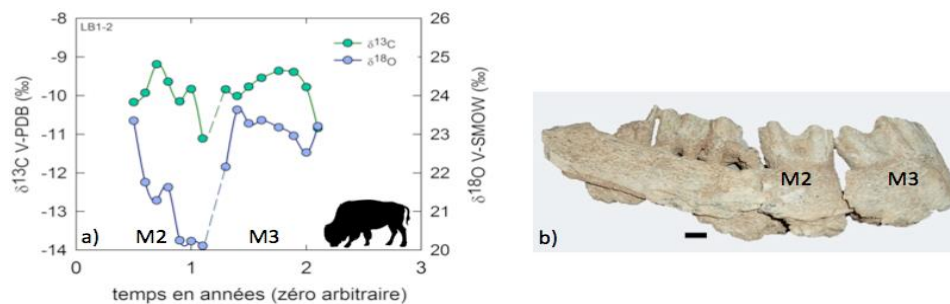 LB1-2
δ13C
δ18O
δ13C V-PDB (‰)
-8
-9
-10
-11
-12
-13
-14
26
25
24
23
22
21
20
δ18O V-SMOW (‰)
a)
M2
M3
0
1
2
3
temps en années (zéro arbitraire)
M2
M3
b)